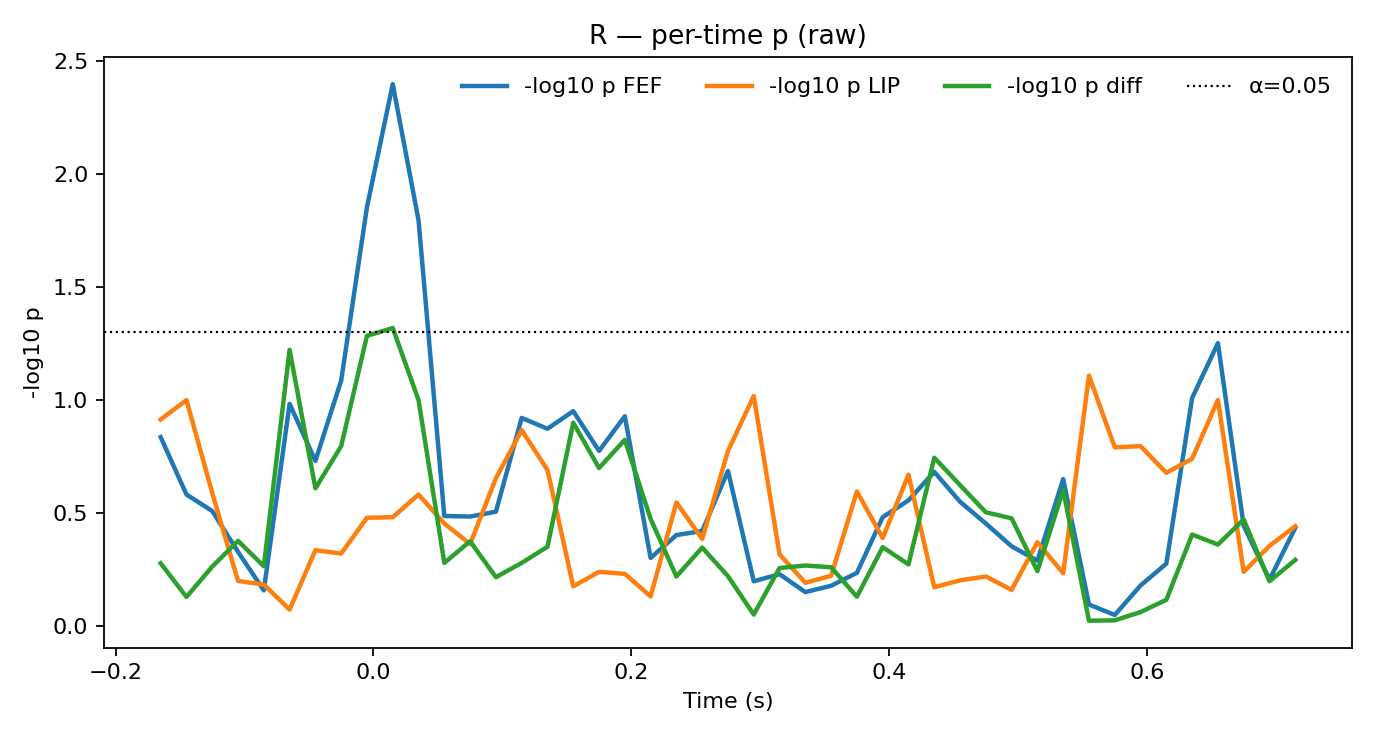 R — per-time p (raw)
-log10 p FEF -log10 p LIP -log10 p diff α=0.05
2.5
2.0
1.5
1.0
0.5
0.0
-log10 p
−0.2 0.0 0.2 0.4 0.6
Time (s)